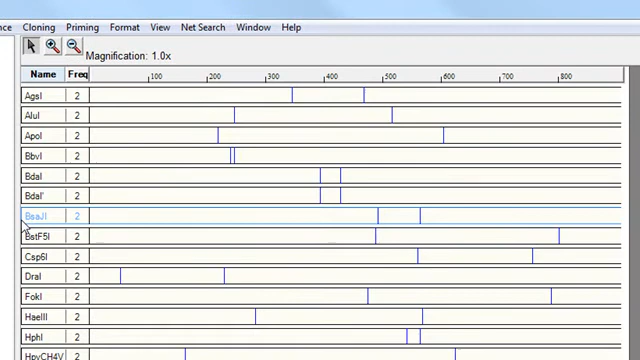 nce Cloning Priming Format View Net Search Window Help
Magnification: 1.0x
Name Freq 100 200 300 400 500 600 700 800
AgsI 2
AluI 2
ApoI 2
BbvI 2
BdaI 2
BdaI' 2
BsaJI 2
BstF5I 2
Csp6I 2
DraI 2
FokI 2
HaeIII 2
HphI 2
HpyCH4V 2